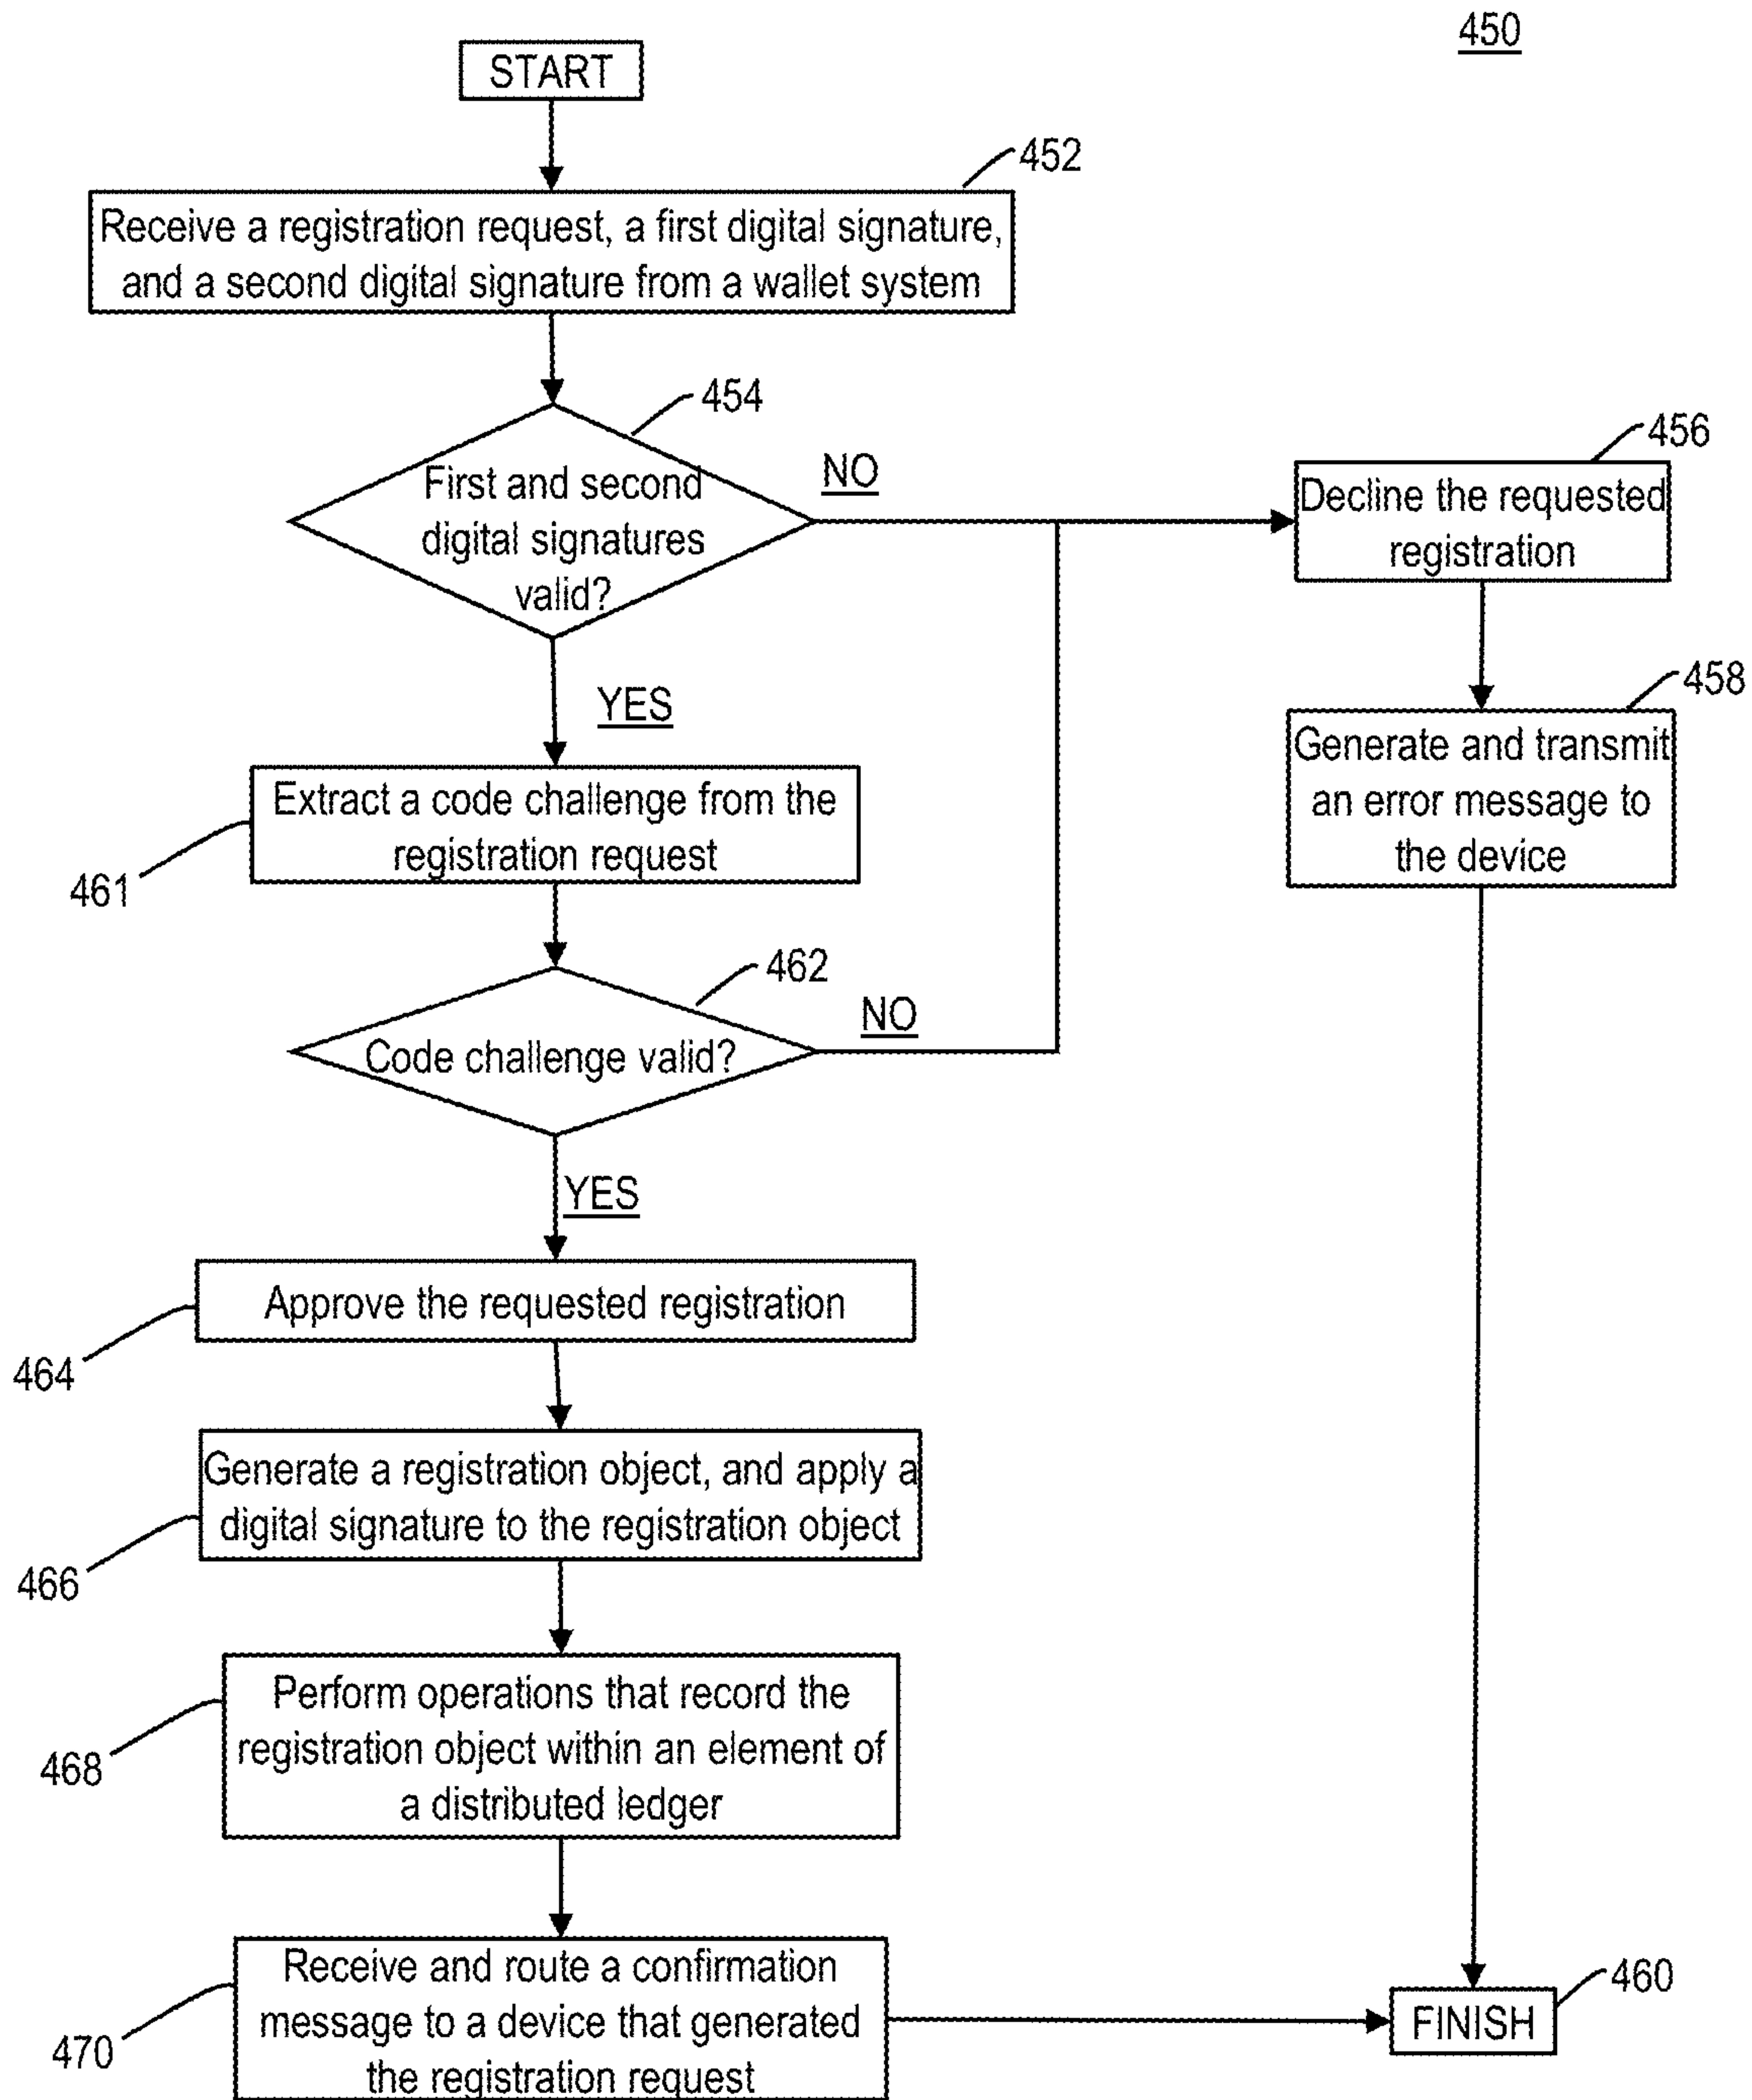 450
START
452
Receive a registration request, a first digital signature,
and a second digital signature from a wallet system
454
First and second
digital signatures
valid?
NO
456
Decline the requested
registration
458
Generate and transmit
an error message to
the device
YES
Extract a code challenge from the
registration request
461
462
Code challenge valid?
NO
YES
Approve the requested registration
464
Generate a registration object, and apply a
digital signature to the registration object
466
Perform operations that record the
registration object within an element of
a distributed ledger
468
Receive and route a confirmation
message to a device that generated
the registration request
470
460
FINISH